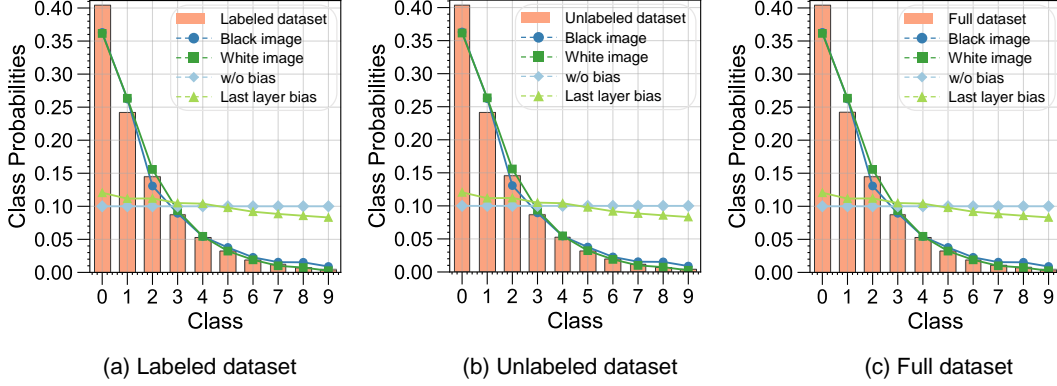 Class Probabilities
0.40
0.35
0.30
0.25
0.20
0.15
0.10
0.05
0.00
Labeled dataset
Black image
White image
w/o bias
Last layer bias
0 1 2 3 4 5 6 7 8 9
Class
(a) Labeled dataset
Class Probabilities
0.40
0.35
0.30
0.25
0.20
0.15
0.10
0.05
0.00
Unlabeled dataset
Black image
White image
w/o bias
Last layer bias
0 1 2 3 4 5 6 7 8 9
Class
(b) Unlabeled dataset
Class Probabilities
0.40
0.35
0.30
0.25
0.20
0.15
0.10
0.05
0.00
Full dataset
Black image
White image
w/o bias
Last layer bias
0 1 2 3 4 5 6 7 8 9
Class
(c) Full dataset